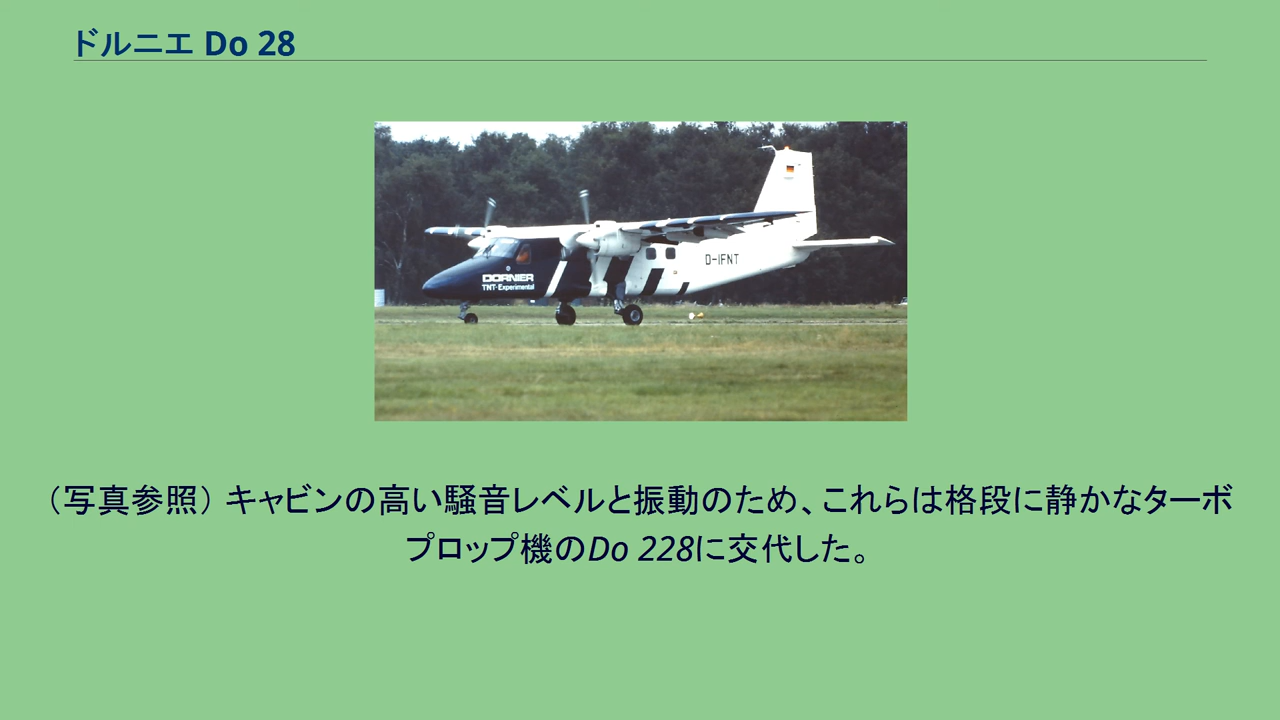 ドルニエ Do 28
DORNIER
TNT-Experimental
D-IFNT
（写真参照）キャビンの高い騒音レベルと振動のため、これらは格段に静かなターボ
プロップ機のDo 228に交代した。